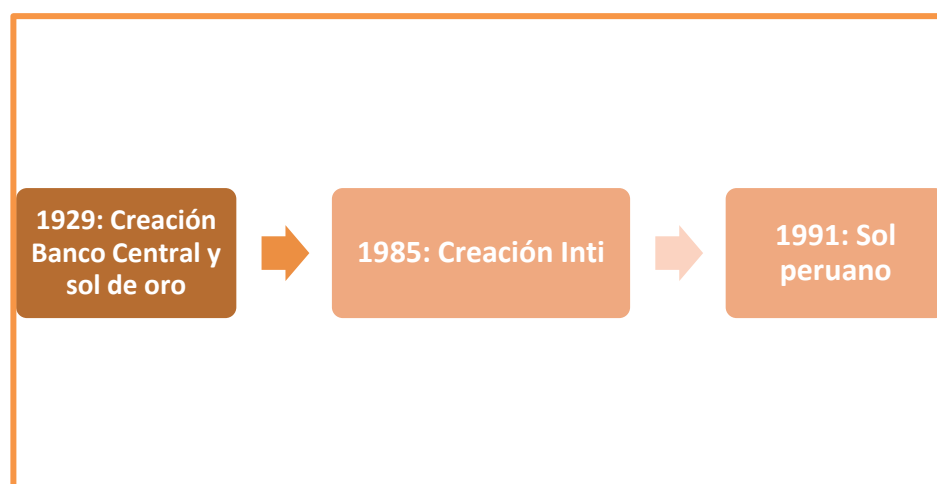 1929: Creación
Banco Central y
sol de oro
1985: Creación Inti
1991: Sol
peruano